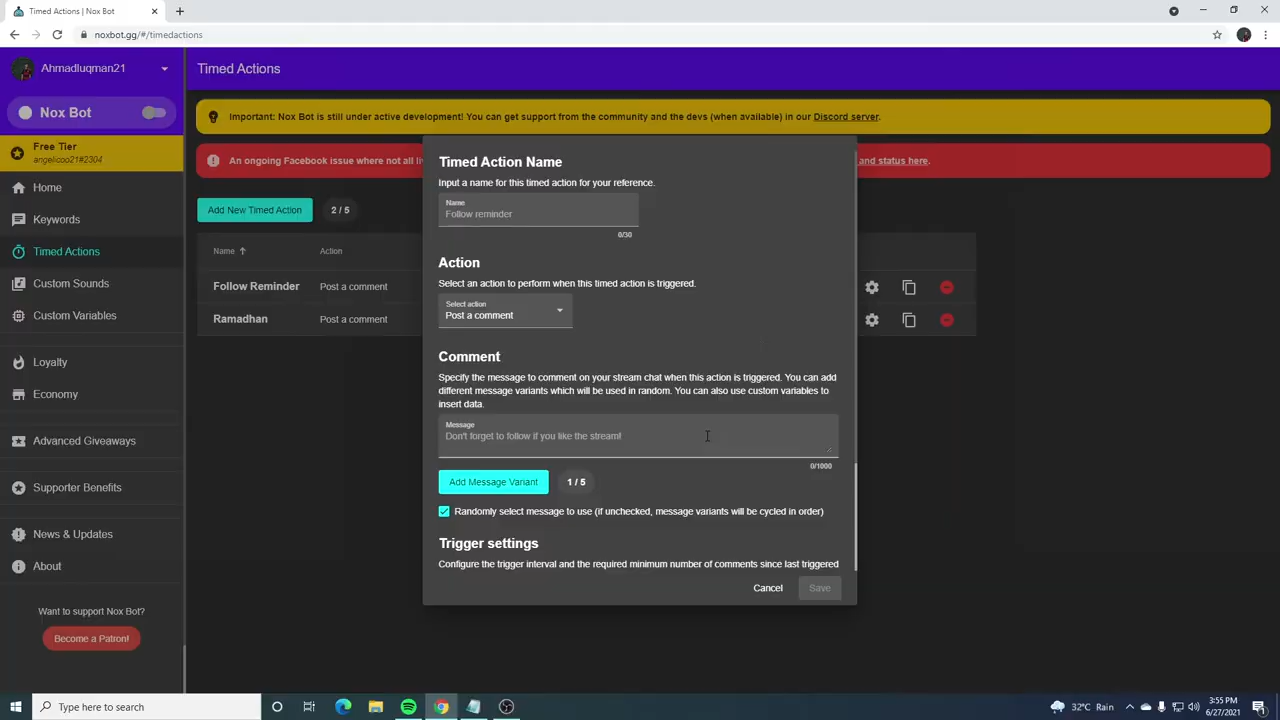 Timed Actions | Nox Bot
noxbot.gg/#/timedactions
Ahmadluqman21
Timed Actions
Nox Bot
Important: Nox Bot is still under active development! You can get support from the community and the devs (when available) in our Discord server.
Free Tier
angelicoo21#2304
An ongoing Facebook issue where not all li
and status here.
Home
Keywords
Timed Actions
Custom Sounds
Custom Variables
Loyalty
Economy
Advanced Giveaways
Supporter Benefits
News & Updates
About
Want to support Nox Bot?
Become a Patron!
Add New Timed Action
2 / 5
Name
Action
Follow Reminder
Post a comment
Ramadhan
Post a comment
Timed Action Name
Input a name for this timed action for your reference.
Name
Follow reminder
0/30
Action
Select an action to perform when this timed action is triggered.
Select action
Post a comment
Comment
Specify the message to comment on your stream chat when this action is triggered. You can add
different message variants which will be used in random. You can also use custom variables to
insert data.
Message
Don't forget to follow if you like the stream!
0/1000
Add Message Variant
1 / 5
Randomly select message to use (if unchecked, message variants will be cycled in order)
Trigger settings
Configure the trigger interval and the required minimum number of comments since last triggered
Cancel
Save
Type here to search
32°C Rain
3:55 PM
6/27/2021